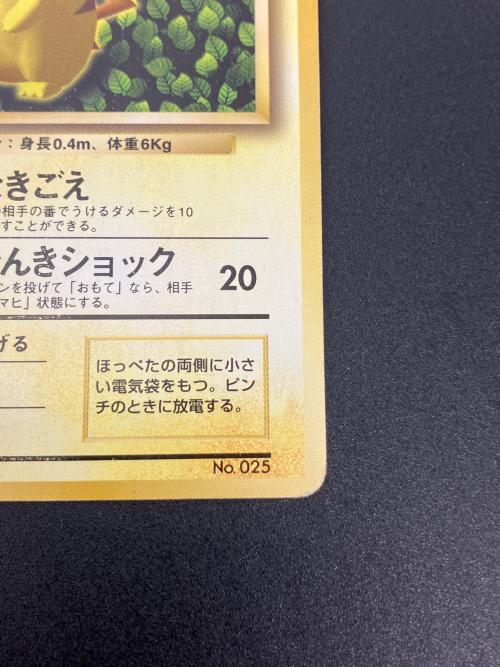 ：身長0.4m、体重6Kg
きごえ
相手の番でうけるダメージを10
すことができる。
んきショック 20
ンを投げて「おもて」なら、相手
マヒ」状態にする。
げる
ほっぺたの両側に小さ
い電気袋をもつ。ピン
チのときに放電する。
No. 025